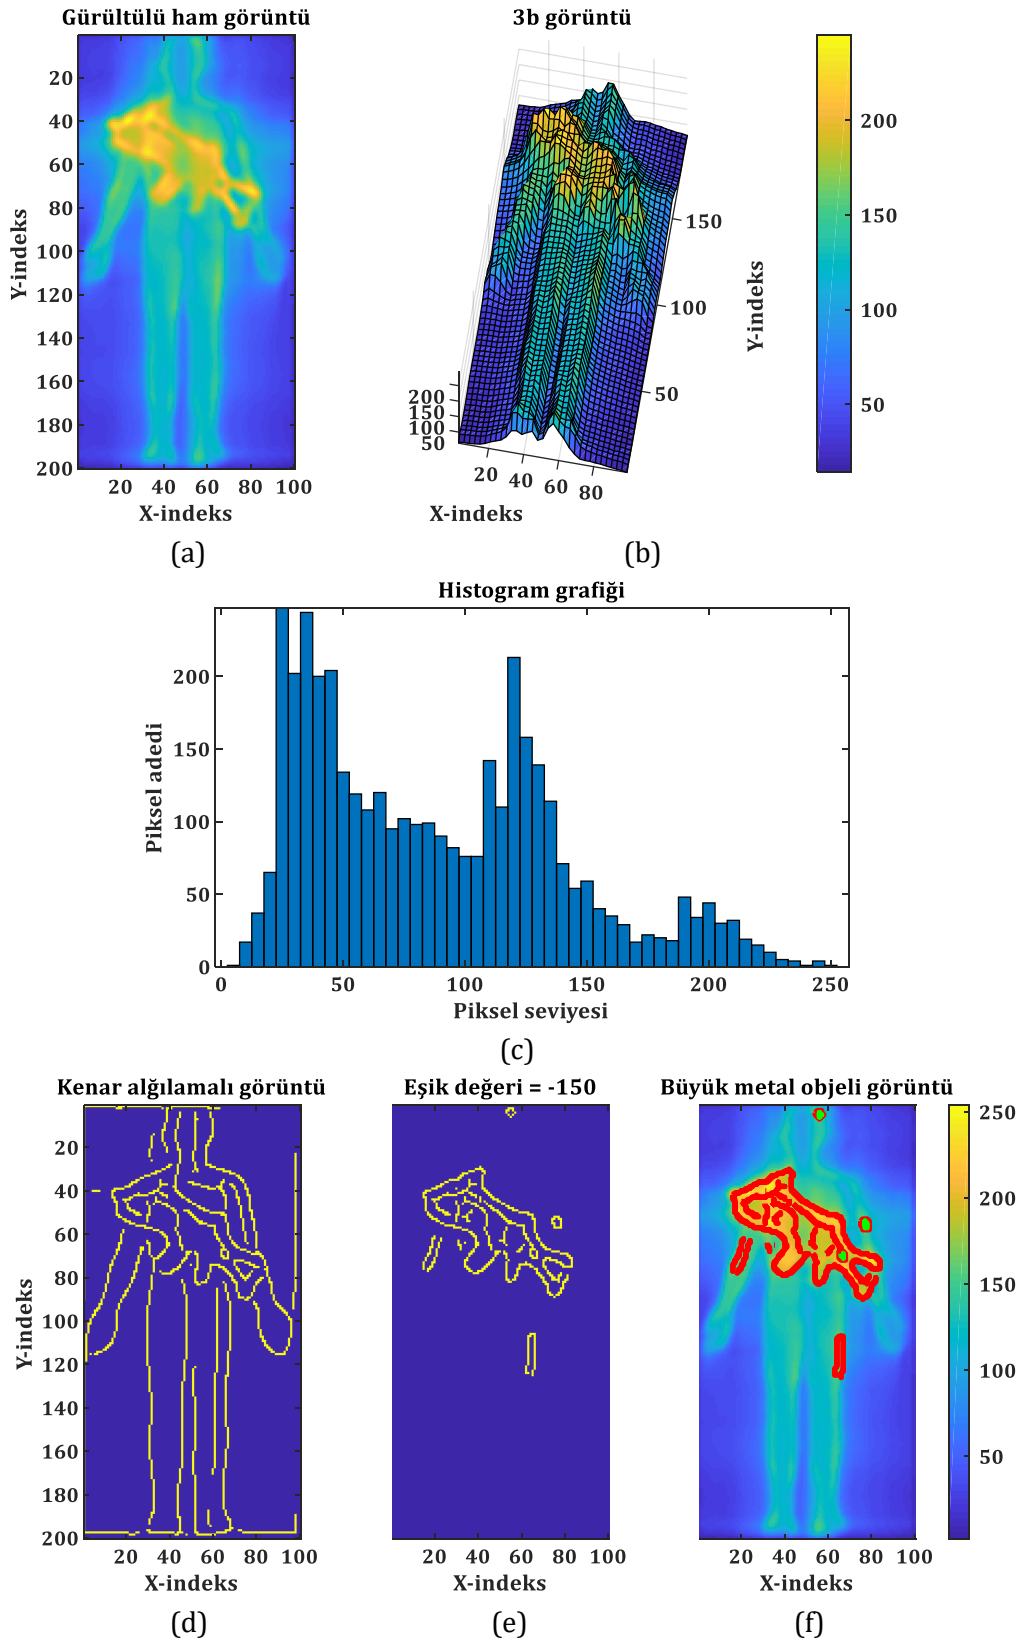 Gürültülü ham görüntü
3b görüntü
20
40
60
80
100
120
140
160
180
200
Y-indeks
20 40 60 80 100
X-indeks
(a)
200
150
100
50
20 40 60 80
X-indeks
50
100
150
Y-indeks
(b)
200
150
100
50
Histogram grafiği
200
150
100
50
0
Piksel adedi
0 50 100 150 200 250
Piksel seviyesi
(c)
Kenar alğılamalı görüntü
20
40
60
80
100
120
140
160
180
200
Y-indeks
20 40 60 80 100
X-indeks
(d)
Eşik değeri = -150
20 40 60 80 100
X-indeks
(e)
Büyük metal objeli görüntü
20 40 60 80 100
X-indeks
(f)
250
200
150
100
50